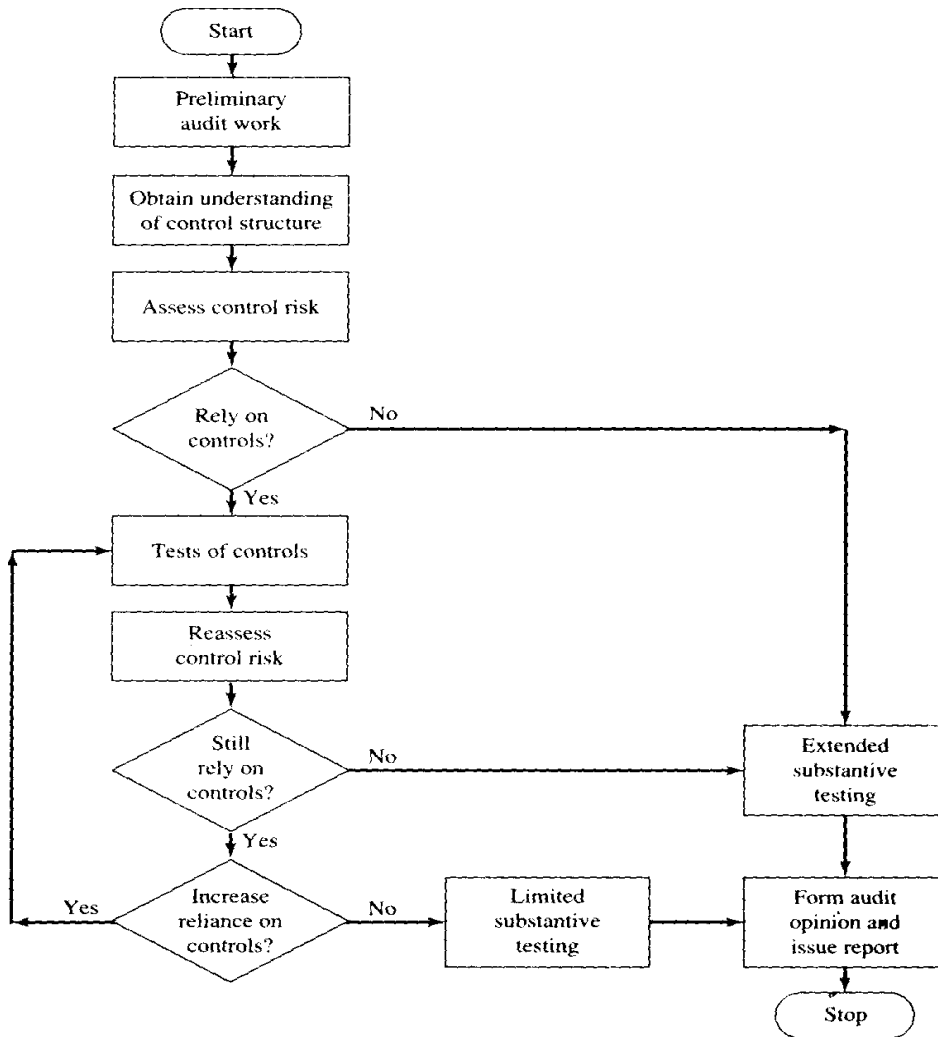 Start
Preliminary
audit work
Obtain understanding
of control structure
Assess control risk
Rely on
controls?
No
Yes
Tests of controls
Reassess
control risk
Still
rely on
controls?
No
Yes
Extended
substantive
testing
Increase
reliance on
controls?
Yes
No
Limited
substantive
testing
Form audit
opinion and
issue report
Stop